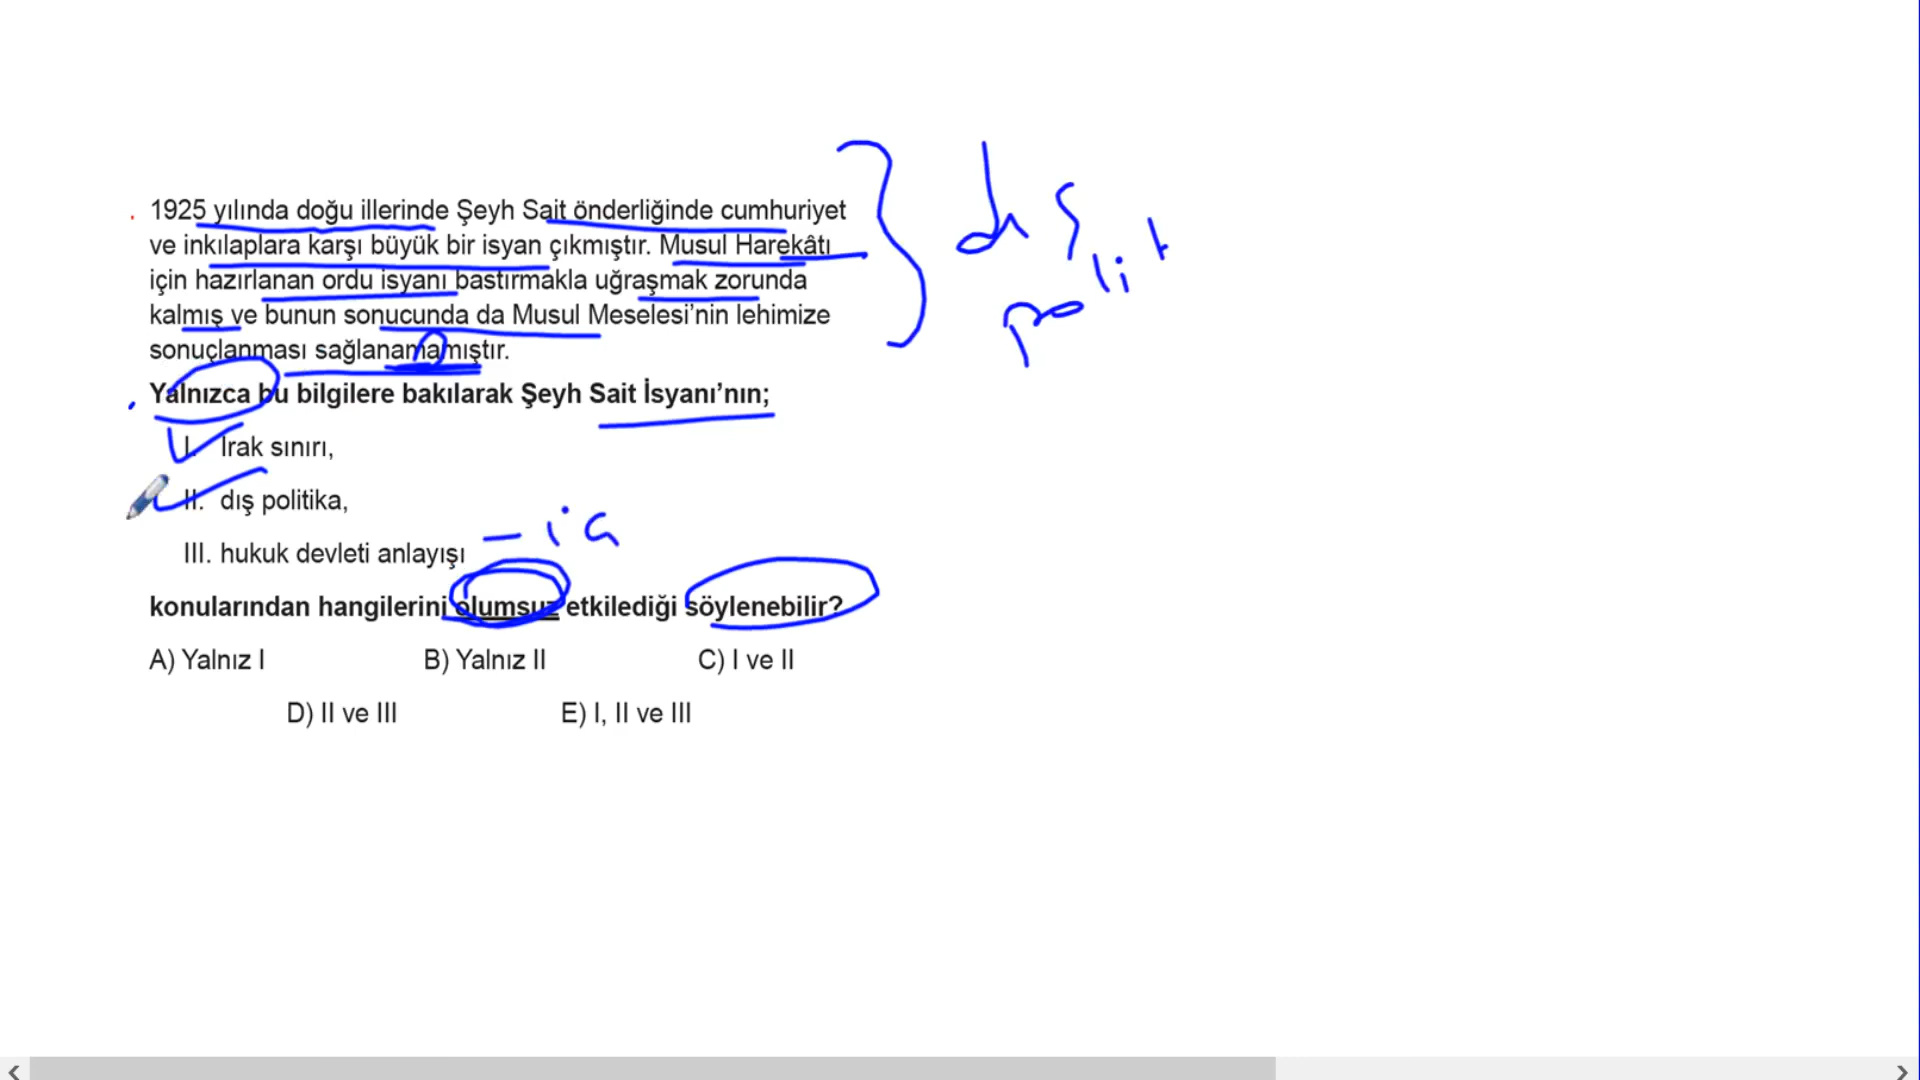 1925 yılında doğu illerinde Şeyh Sait önderliğinde cumhuriyet
ve inkılaplara karşı büyük bir isyan çıkmıştır. Musul Harekâtı
için hazırlanan ordu isyanı bastırmakla uğraşmak zorunda
kalmış ve bunun sonucunda da Musul Meselesi’nin lehimize
sonuçlanması sağlanamamıştır.
dış
polit
Yalnızca bu bilgilere bakılarak Şeyh Sait İsyanı’nın;
I. Irak sınırı,
II. dış politika,
III. hukuk devleti anlayışı
konularından hangilerini olumsuz etkilediği söylenebilir?
A) Yalnız I B) Yalnız II C) I ve II
D) II ve III E) I, II ve III